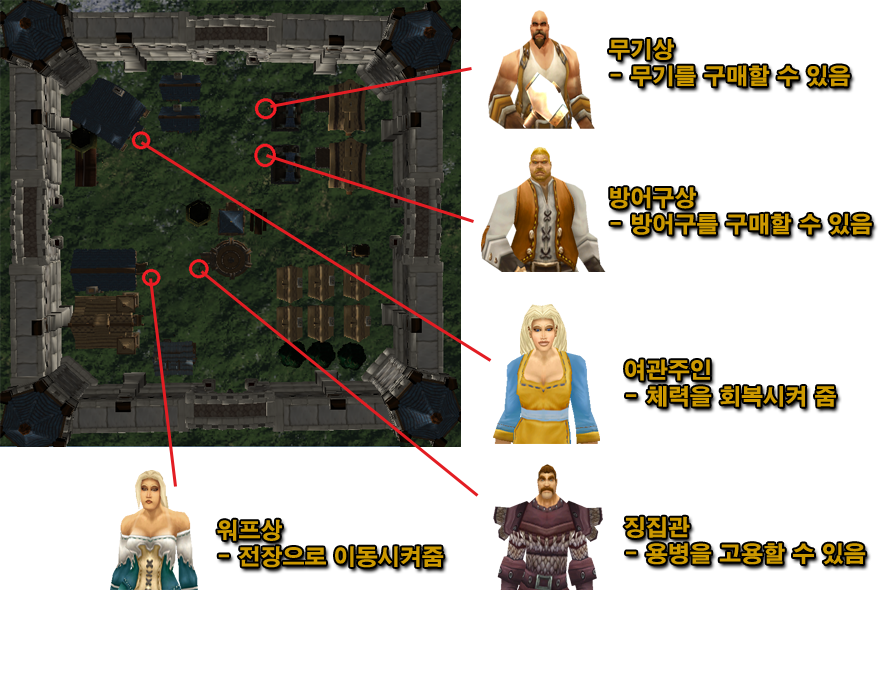 무기상
- 무기를 구매할 수 있음
방어구상
- 방어구를 구매할 수 있음
여관주인
- 체력을 회복시켜 줌
징집관
- 용병을 고용할 수 있음
워프상
- 전장으로 이동시켜줌